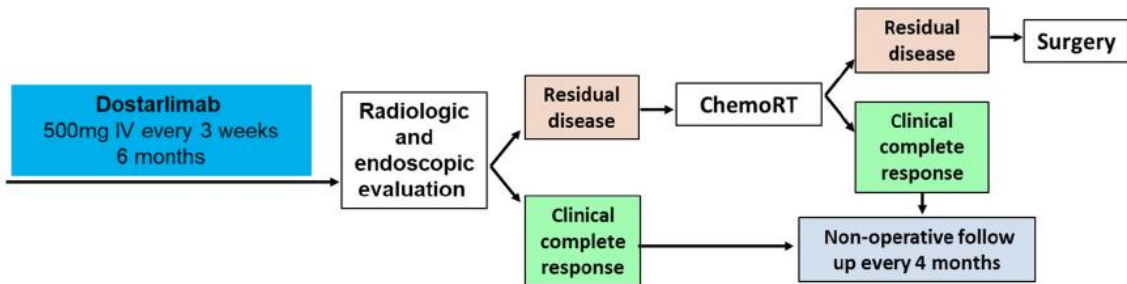 Dostarlimab
500mg IV every 3 weeks
6 months
Radiologic
and
endoscopic
evaluation
Residual
disease
ChemoRT
Residual
disease
Surgery
Clinical
complete
response
Clinical
complete
response
Non-operative follow
up every 4 months